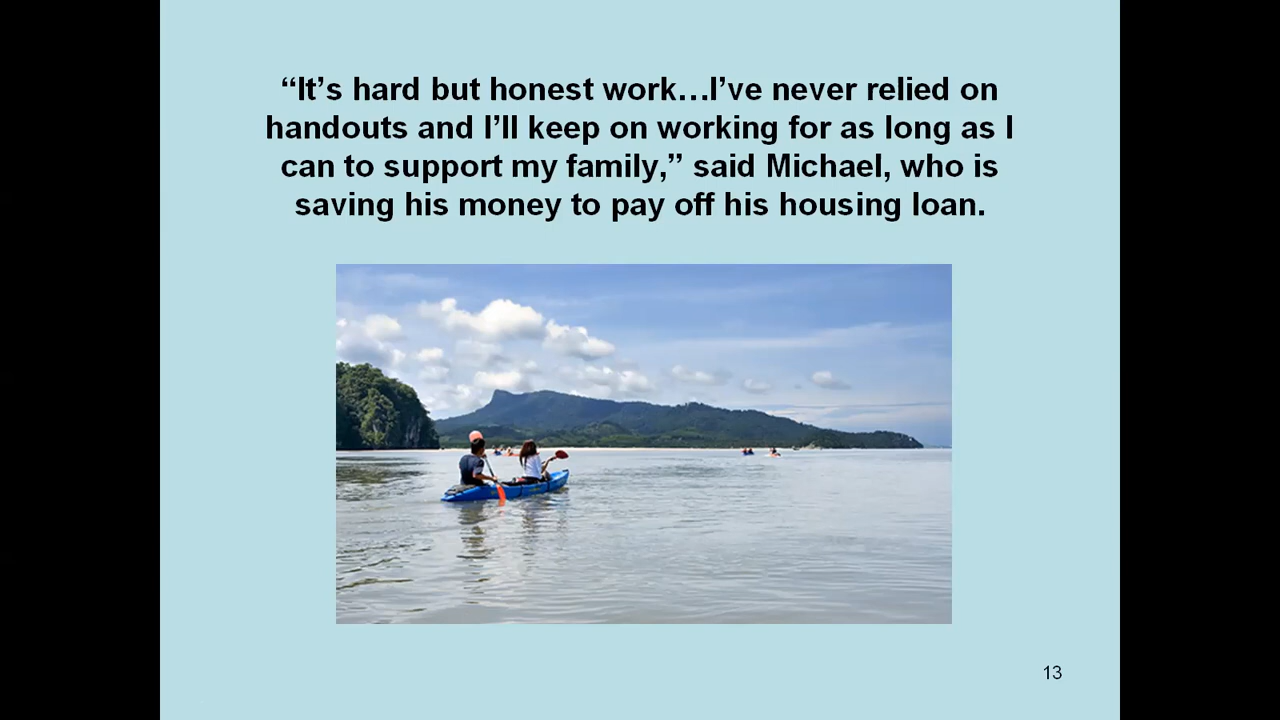 “It’s hard but honest work…I’ve never relied on
handouts and I’ll keep on working for as long as I
can to support my family,” said Michael, who is
saving his money to pay off his housing loan.
13